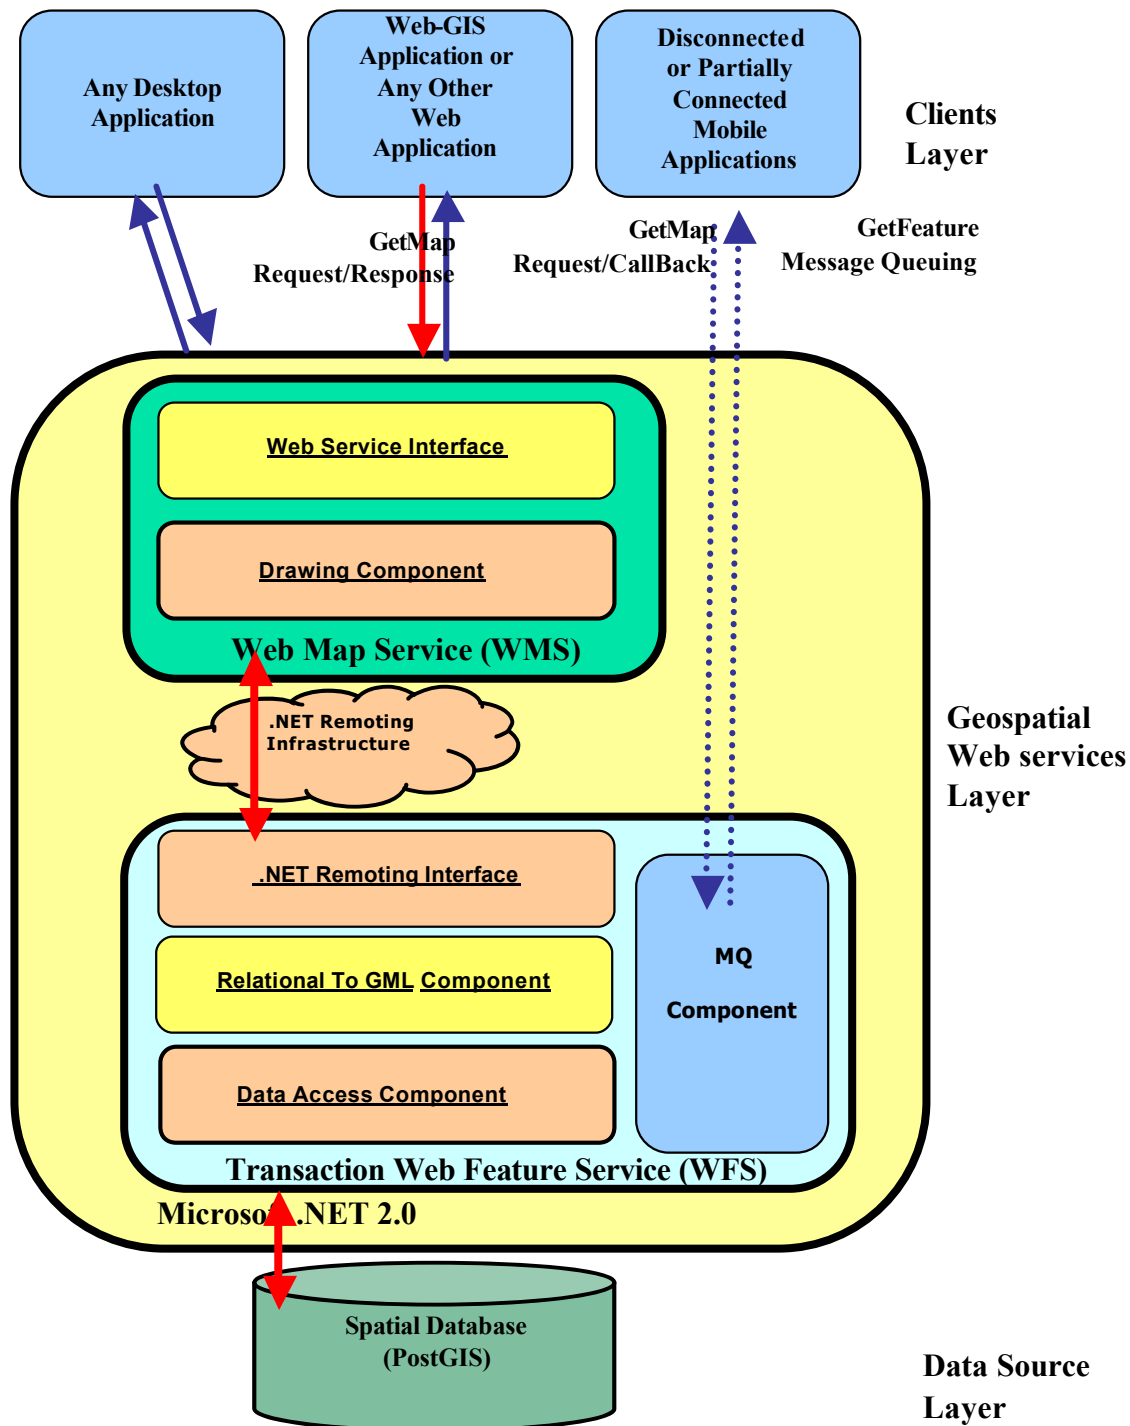 Any Desktop
Application
Web-GIS
Application or
Any Other
Web
Application
Disconnected
or Partially
Connected
Mobile
Applications
Clients
Layer
GetMap
Request/Response
GetMap
Request/CallBack
GetFeature
Message Queuing
Web Service Interface
Drawing Component
Web Map Service (WMS)
.NET Remoting
Infrastructure
Geospatial
Web services
Layer
.NET Remoting Interface
Relational To GML Component
Data Access Component
MQ
Component
Transaction Web Feature Service (WFS)
Microsoft .NET 2.0
Spatial Database
(PostGIS)
Data Source
Layer